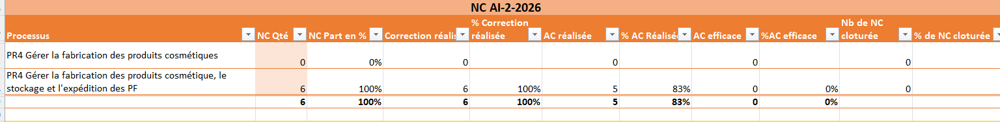 NC AI-2-2026
Processus NC Qté NC Part en % Correction réalis % Correction réalisée AC réalisée % AC Réalisé AC efficace %AC efficace Nb de NC cloturée % de NC cloturée
PR4 Gérer la fabrication des produits cosmétiques 0 0% 0 0 0 0
PR4 Gérer la fabrication des produits cosmétique, le
stockage et l'expédition des PF 6 100% 6 100% 5 83% 0 0% 0
6 100% 6 100% 5 83% 0 0%